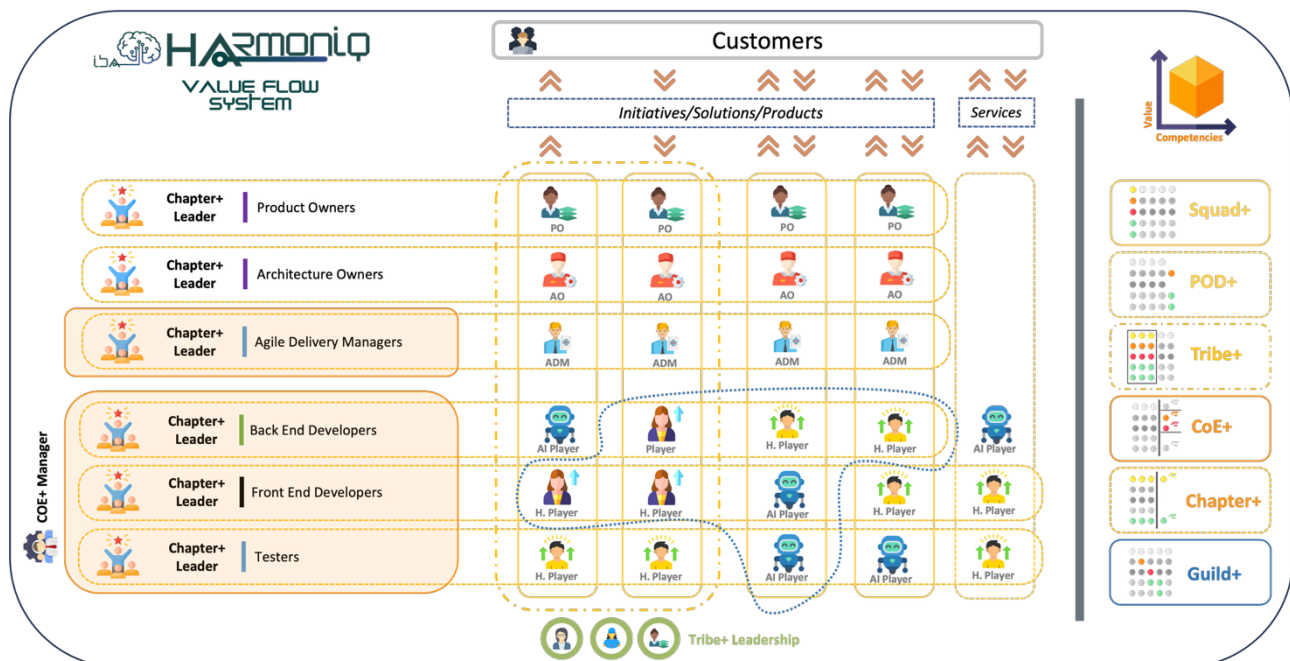 iba HARMONIQ
VALUE FLOW
SYSTEM
Customers
Initiatives/Solutions/Products
Services
Value
Competencies
Chapter+
Leader
Product Owners
PO
PO
PO
PO
Chapter+
Leader
Architecture Owners
AO
AO
AO
AO
Chapter+
Leader
Agile Delivery Managers
ADM
ADM
ADM
ADM
Chapter+
Leader
Back End Developers
AI Player
Player
H. Player
H. Player
AI Player
Chapter+
Leader
Front End Developers
H. Player
H. Player
AI Player
H. Player
H. Player
Chapter+
Leader
Testers
H. Player
H. Player
AI Player
AI Player
H. Player
COE+ Manager
Tribe+ Leadership
Squad+
POD+
Tribe+
CoE+
Chapter+
Guild+